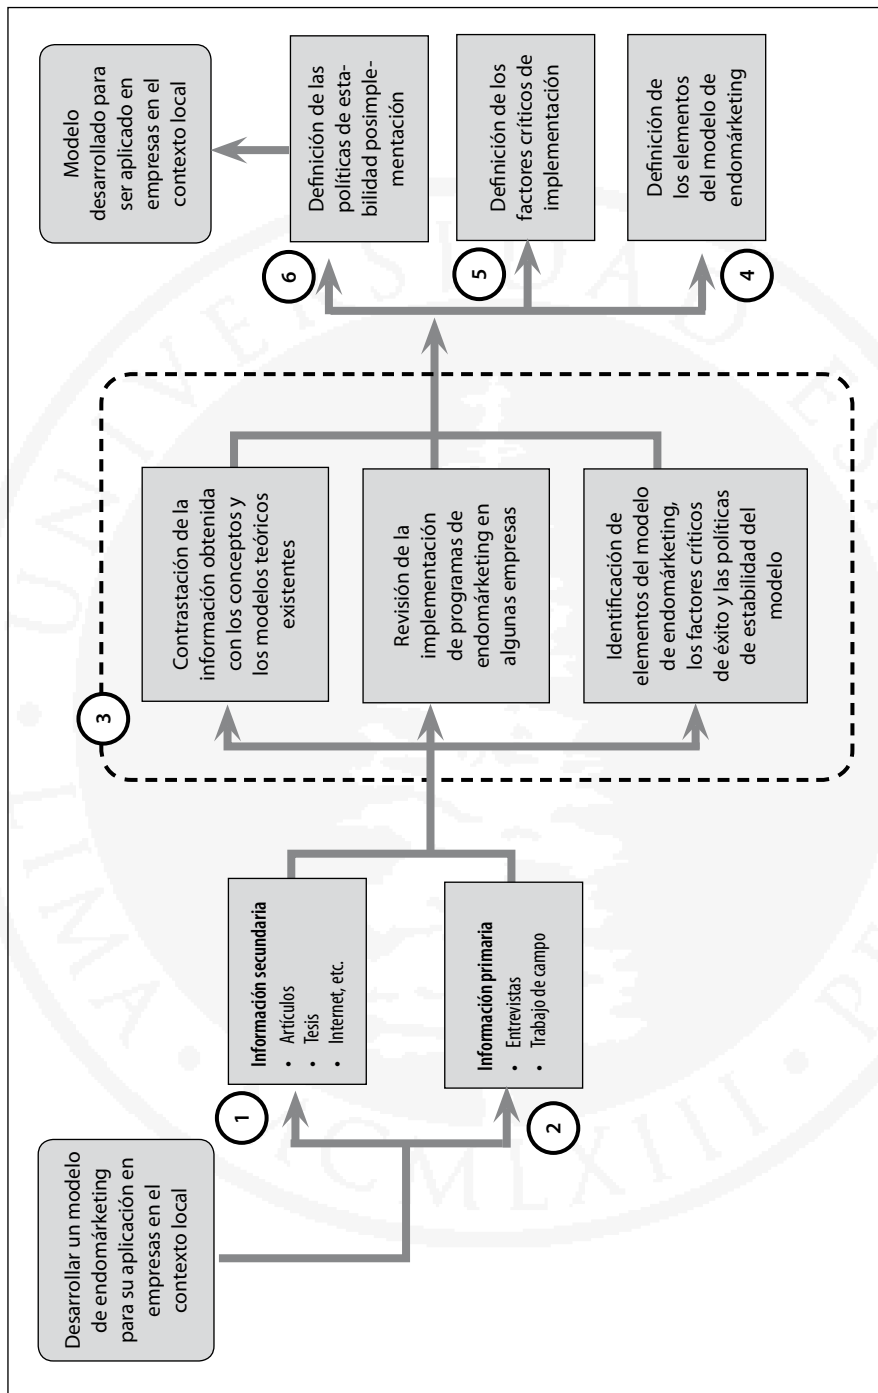 Desarrollar un modelo
de endomárketing
para su aplicación en
empresas en el
contexto local
1
Información secundaria
• Artículos
• Tesis
• Internet, etc.
2
Información primaria
• Entrevistas
• Trabajo de campo
3
Contrastación de la
información obtenida
con los conceptos y
los modelos teóricos
existentes
Revisión de la
implementación
de programas de
endomárketing en
algunas empresas
Identificación de
elementos del modelo
de endomárketing,
los factores críticos
de éxito y las políticas
de estabilidad del
modelo
Modelo
desarrollado para
ser aplicado en
empresas en el
contexto local
6
Definición de las
políticas de esta-
bilidad posimple-
mentación
5
Definición de los
factores críticos de
implementación
4
Definición de
los elementos
del modelo de
endomárketing